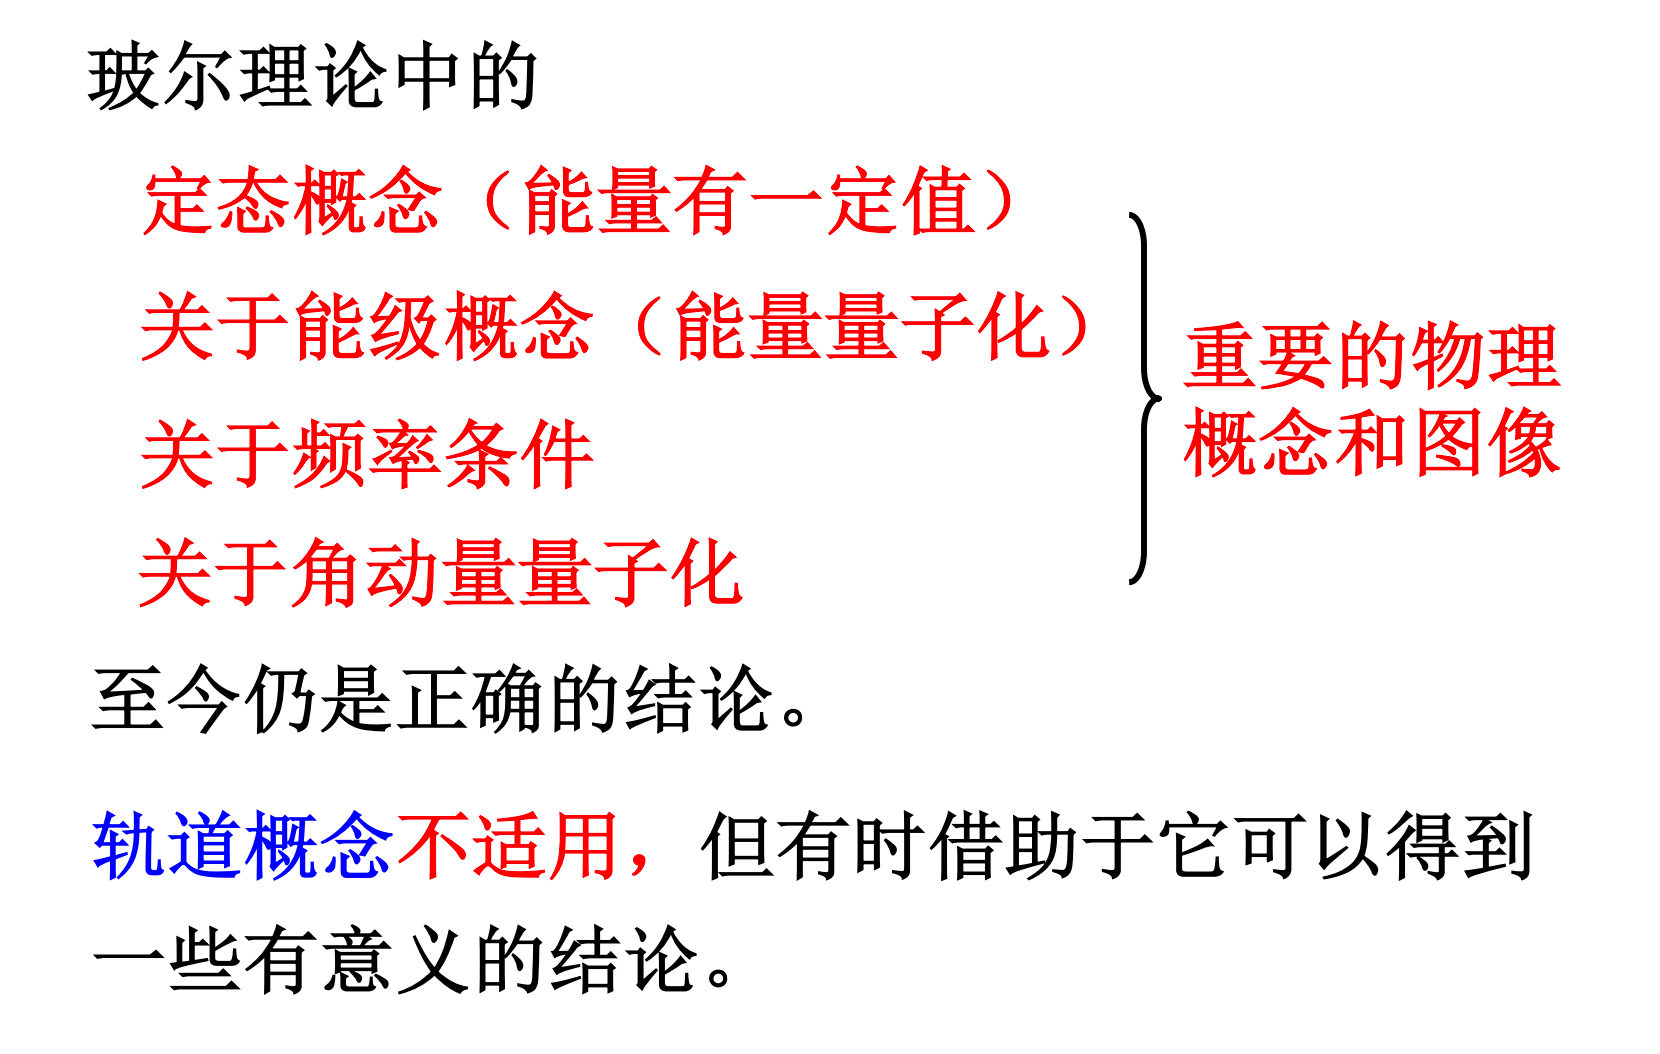 玻尔理论中的
定态概念（能量有一定值）
关于能级概念（能量量子化）
关于频率条件
关于角动量量子化
重要的物理
概念和图像
至今仍是正确的结论。
轨道概念不适用，但有时借助于它可以得到
一些有意义的结论。